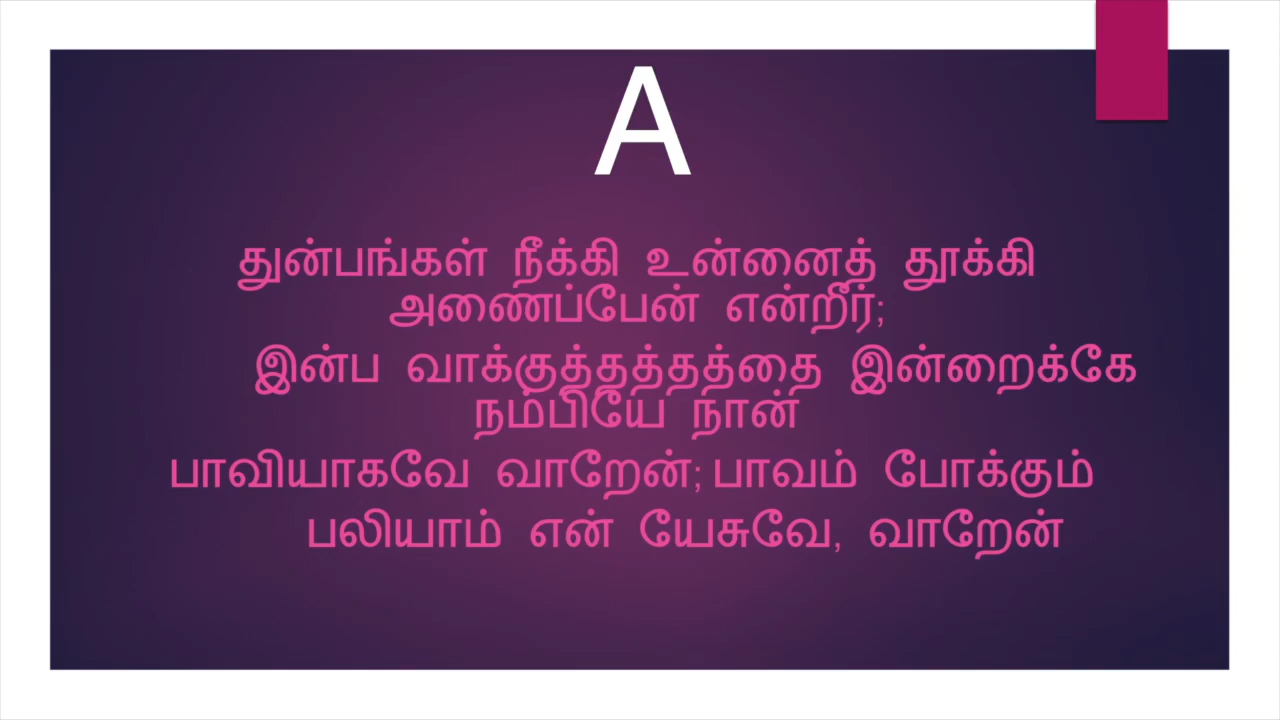 A
துன்பங்கள் நீக்கி உன்னைத் தூக்கி
அணைப்பேன் என்றீர்;
இன்ப வாக்குத்தத்தத்தை இன்றைக்கே
நம்பியே நான்
பாவியாகவே வாறேன்; பாவம் போக்கும்
பலியாம் என் யேசுவே, வாறேன்